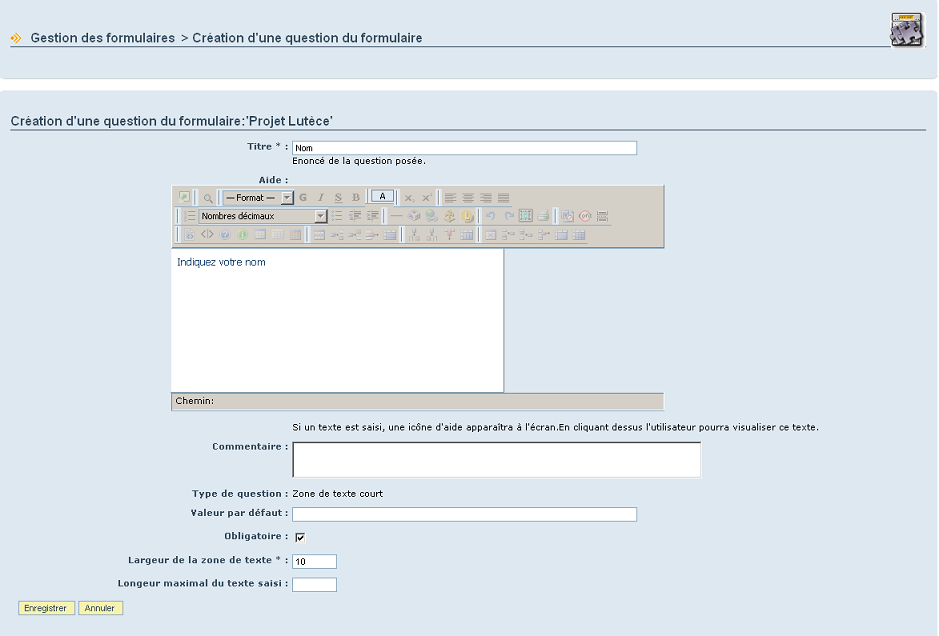 Gestion des formulaires > Création d'une question du formulaire
Création d'une question du formulaire:'Projet Lutèce'
Titre * : Nom
Enoncé de la question posée.
Aide :
— Format — G I S B A x, x'
Nombres décimaux
Indiquez votre nom
Chemin:
Si un texte est saisi, une icône d'aide apparaîtra à l'écran.En cliquant dessus l'utilisateur pourra visualiser ce texte.
Commentaire :
Type de question : Zone de texte court
Valeur par défaut :
Obligatoire :
Largeur de la zone de texte * : 10
Longeur maximal du texte saisi :
Enregistrer Annuler